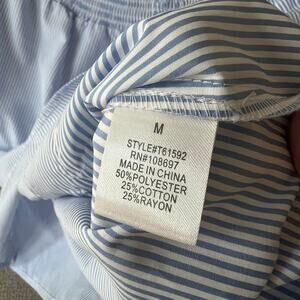 M
STYLE#T61592
RN#108697
MADE IN CHINA
50%POLYESTER
25%COTTON
25%RAYON